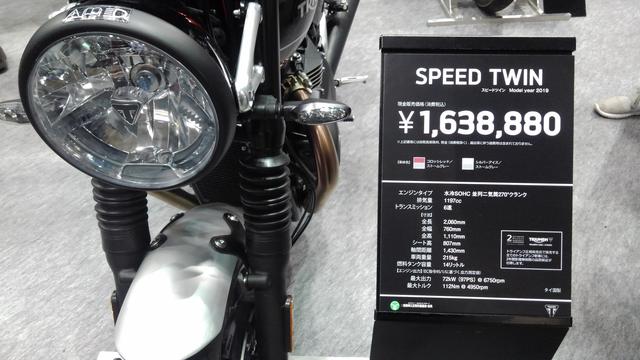 TRIUMPH
SPEED TWIN
スピードツイン Model year 2019
現金販売価格(消費税込)
¥1,638,880
コロッシレッド/
ストームグレー
シルバーアイス/
ストームグレー
エンジンタイプ 水冷SOHC 並列二気筒270°クランク
排気量 1197cc
トランスミッション 6速
全長 2,060mm
全幅 760mm
全高 1,110mm
シート高 807mm
軸間距離 1,430mm
車両重量 215kg
燃料タンク容量 14リットル
最大出力 72kW (97PS) @ 6750rpm
最大トルク 112Nm @ 4950rpm
2
TRIUMPH
タイ国製